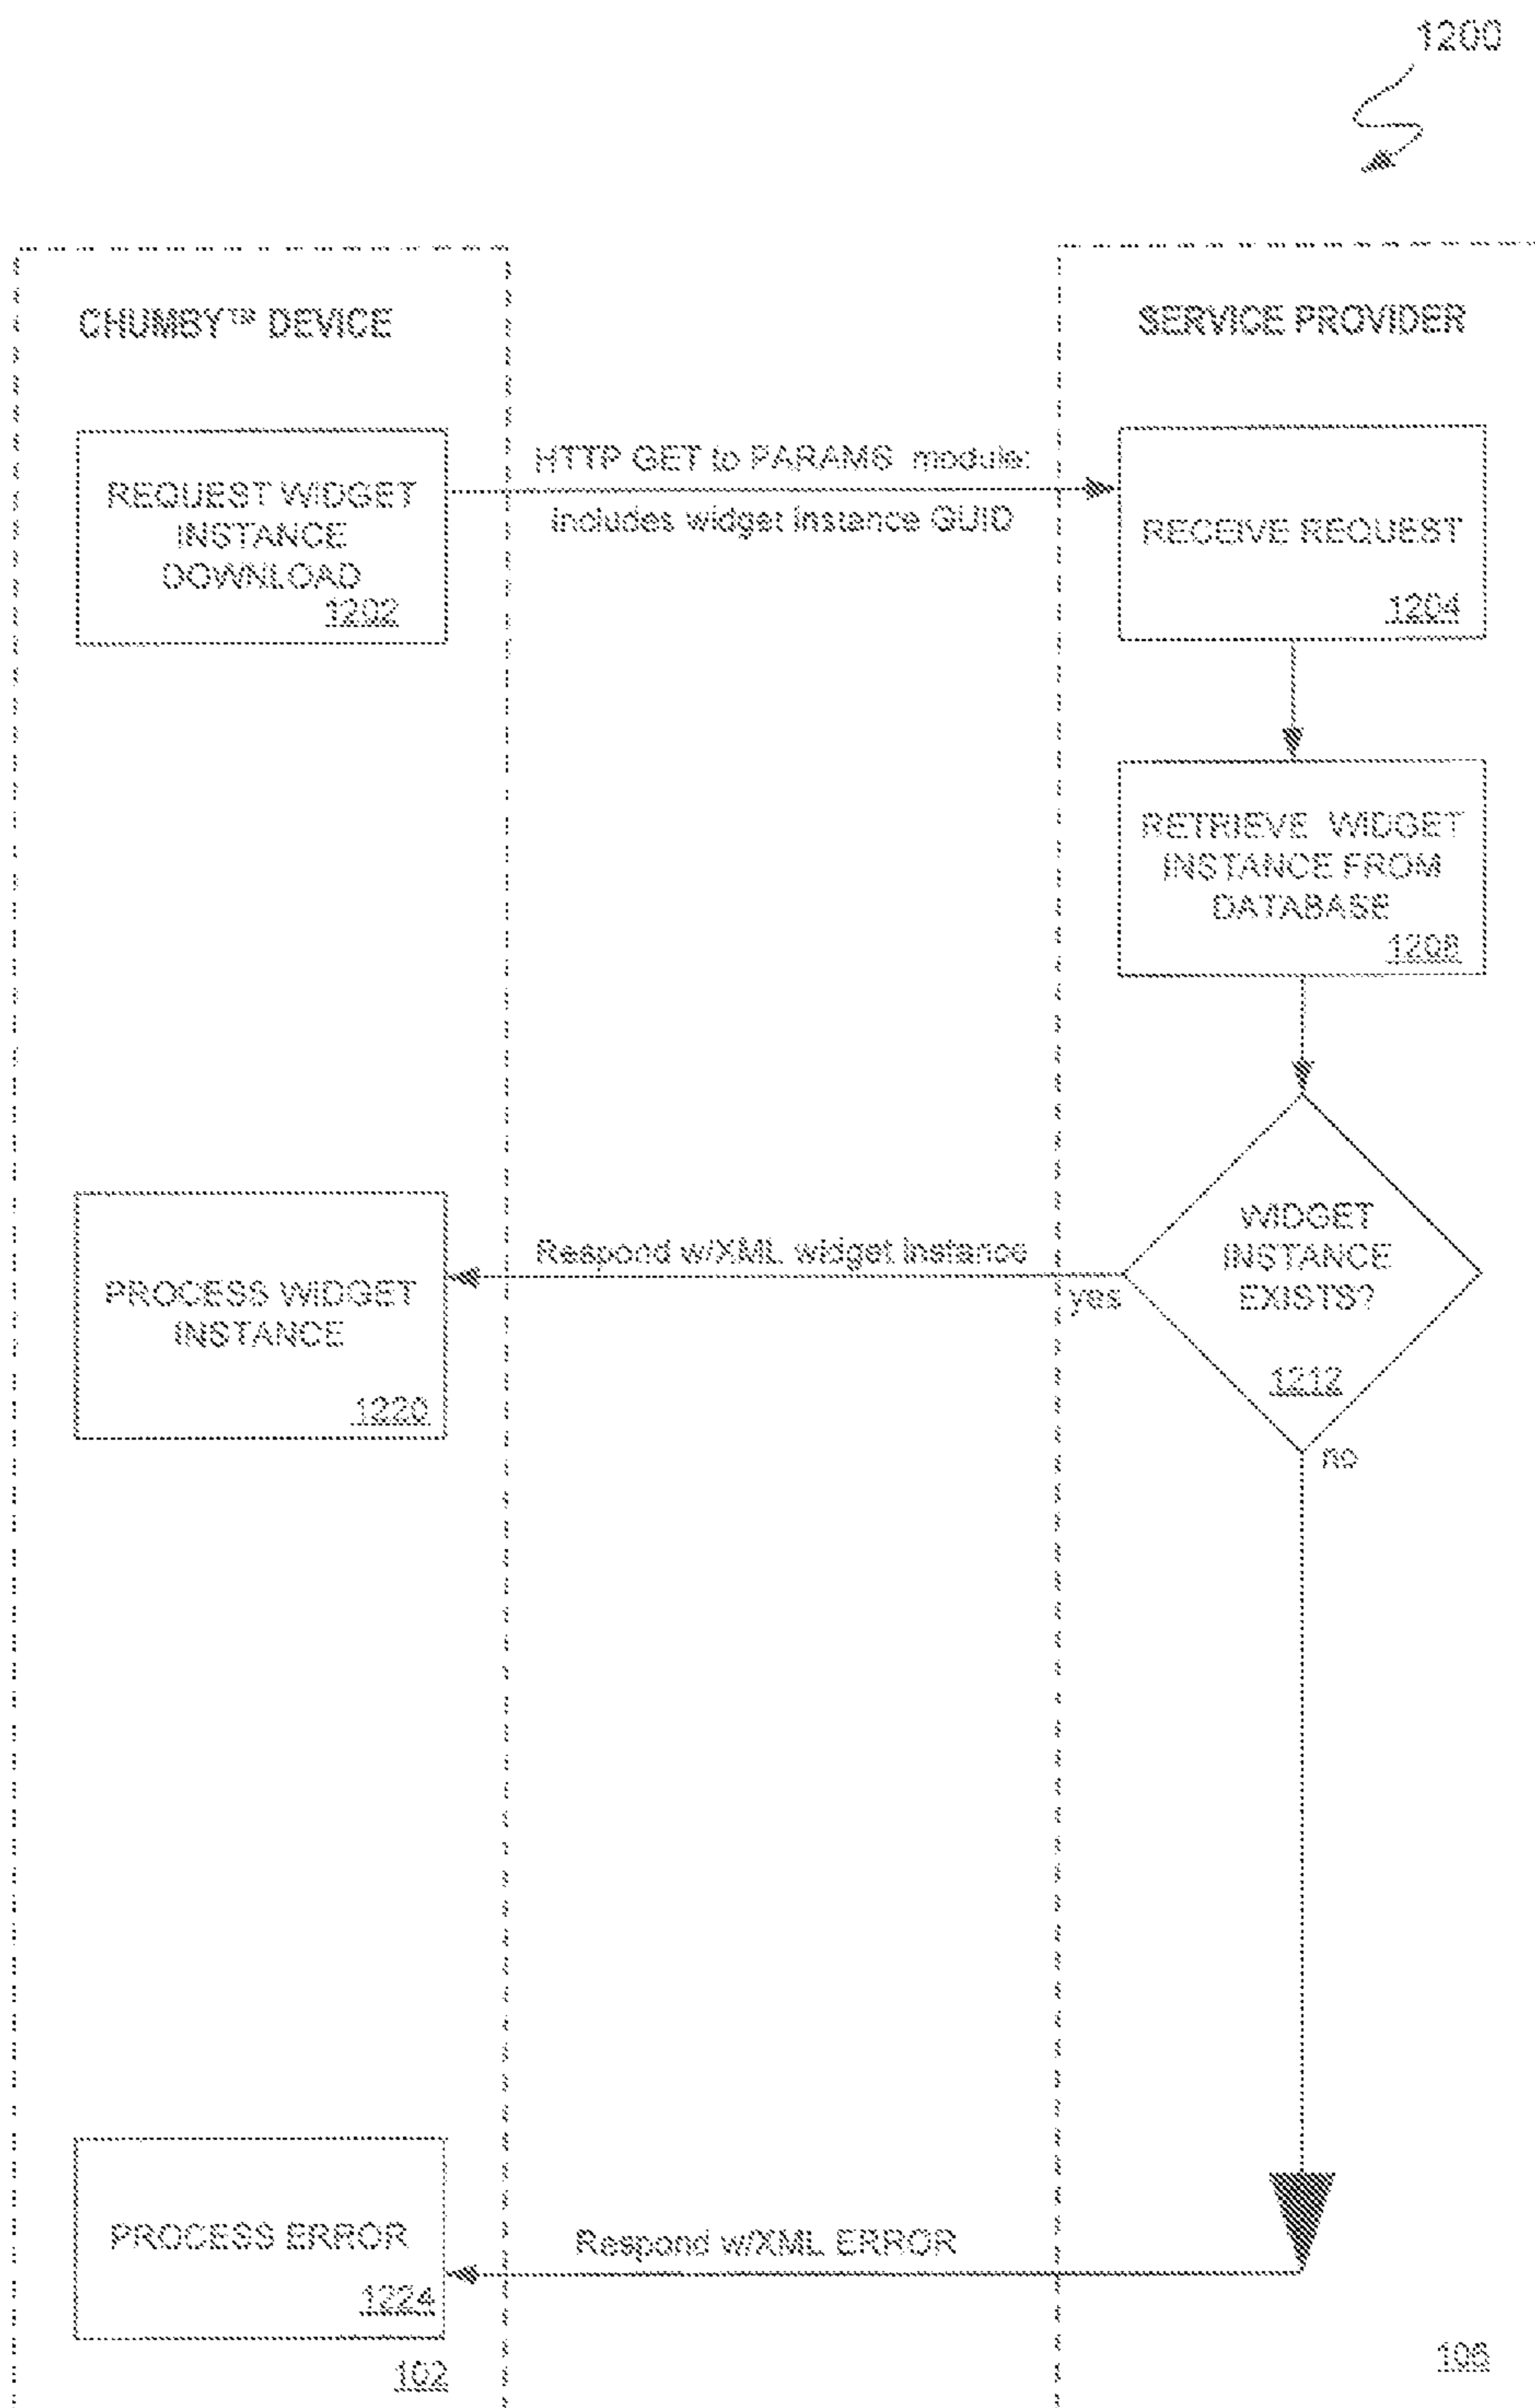 1200
CHUMBY™ DEVICE
SERVICE PROVIDER
REQUEST WIDGET
INSTANCE
DOWNLOAD
1202
HTTP GET to PARAMS module:
includes widget instance GUID
RECEIVE REQUEST
1204
RETRIEVE WIDGET
INSTANCE FROM
DATABASE
1208
WIDGET
INSTANCE
EXISTS?
1212
yes
no
Respond w/XML widget instance
PROCESS WIDGET
INSTANCE
1220
Respond w/XML ERROR
PROCESS ERROR
1224
102
106